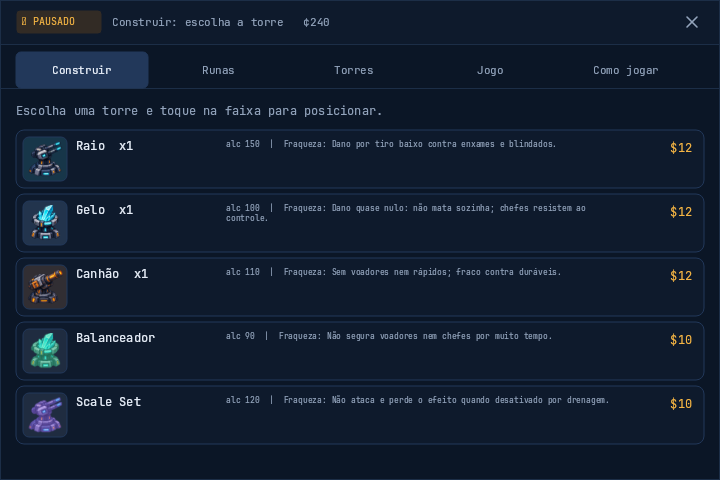 PAUSADO Construir: escolha a torre $240
Construir Runas Torres Jogo Como jogar
Escolha uma torre e toque na faixa para posicionar.
Raio x1 alc 150 | Fraqueza: Dano por tiro baixo contra enxames e blindados. $12
Gelo x1 alc 100 | Fraqueza: Dano quase nulo: não mata sozinha; chefes resistem ao $12
controle.
Canhão x1 alc 110 | Fraqueza: Sem voadores nem rápidos; fraco contra duráveis. $12
Balanceador alc 90 | Fraqueza: Não segura voadores nem chefes por muito tempo. $10
Scale Set alc 120 | Fraqueza: Não ataca e perde o efeito quando desativado por drenagem. $10